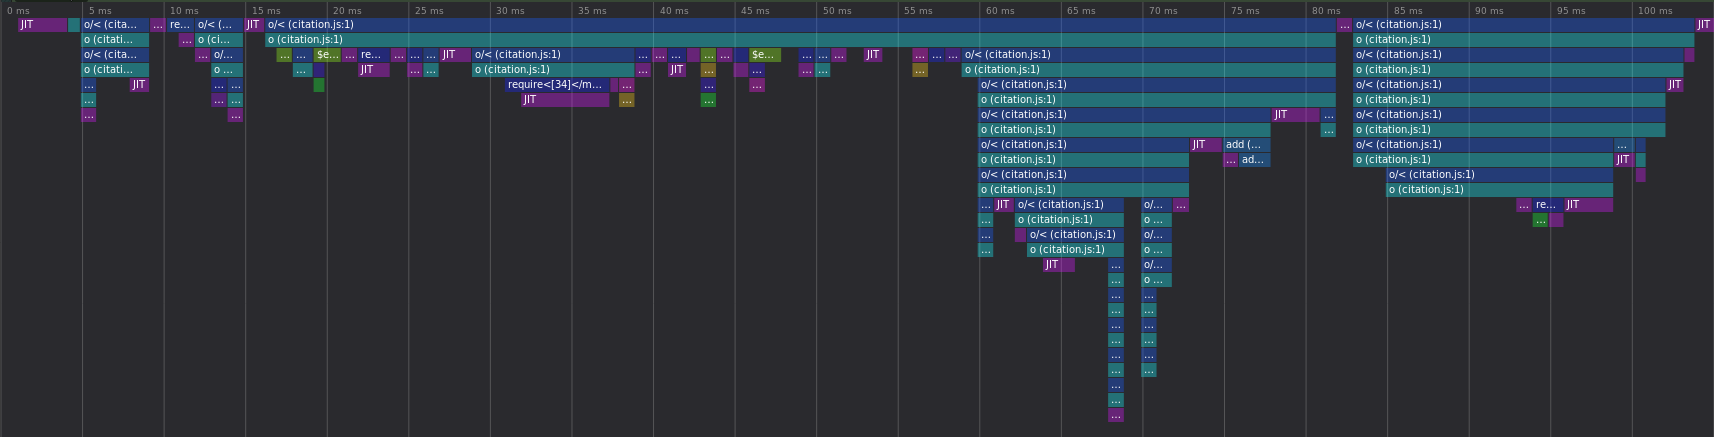 0 ms 5 ms 10 ms 15 ms 20 ms 25 ms 30 ms 35 ms 40 ms 45 ms 50 ms 55 ms 60 ms 65 ms 70 ms 75 ms 80 ms 85 ms 90 ms 95 ms 100 ms
JIT o/< (cita... ... re... o/< (... JIT o/< (citation.js:1) ... o/< (citation.js:1) JIT
o (citati... ... o (ci... o (citation.js:1) o (citation.js:1)
o/< (cita... ... o/... ... ... $e... ... re... ... ... ... JIT o/< (citation.js:1) ... ... ... ... ... $e... ... ... ... JIT ... ... ... o/< (citation.js:1) o/< (citation.js:1)
o (citati... o ... ... JIT ... ... o (citation.js:1) ... JIT ... ... ... ... ... o (citation.js:1) o (citation.js:1)
... JIT ... ... require<[34]</m... ... ... ... o/< (citation.js:1) o/< (citation.js:1) JIT
... ... ... JIT ... ... o (citation.js:1) o (citation.js:1)
... ... o/< (citation.js:1) JIT ... o/< (citation.js:1)
o (citation.js:1) ... o (citation.js:1)
o/< (citation.js:1) JIT add (... o/< (citation.js:1) ...
o (citation.js:1) ... ad... o (citation.js:1) JIT
o/< (citation.js:1) o/< (citation.js:1)
o (citation.js:1) o (citation.js:1)
... JIT o/< (citation.js:1) o/... ... ... re... JIT
... o (citation.js:1) o ... ...
... o/< (citation.js:1) o/...
... o (citation.js:1) o ...
JIT ... o/...
... o ...
... ...
... ...
... ...
... ...
... ...
... ...
...
...
...